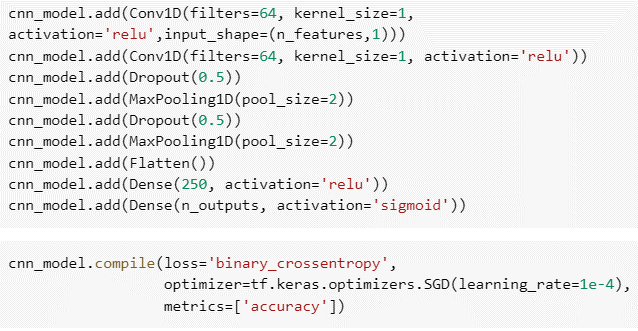 cnn_model.add(Conv1D(filters=64, kernel_size=1,
activation='relu',input_shape=(n_features,1)))
cnn_model.add(Conv1D(filters=64, kernel_size=1, activation='relu'))
cnn_model.add(Dropout(0.5))
cnn_model.add(MaxPooling1D(pool_size=2))
cnn_model.add(Dropout(0.5))
cnn_model.add(MaxPooling1D(pool_size=2))
cnn_model.add(Flatten())
cnn_model.add(Dense(250, activation='relu'))
cnn_model.add(Dense(n_outputs, activation='sigmoid'))
cnn_model.compile(loss='binary_crossentropy',
optimizer=tf.keras.optimizers.SGD(learning_rate=1e-4),
metrics=['accuracy'])